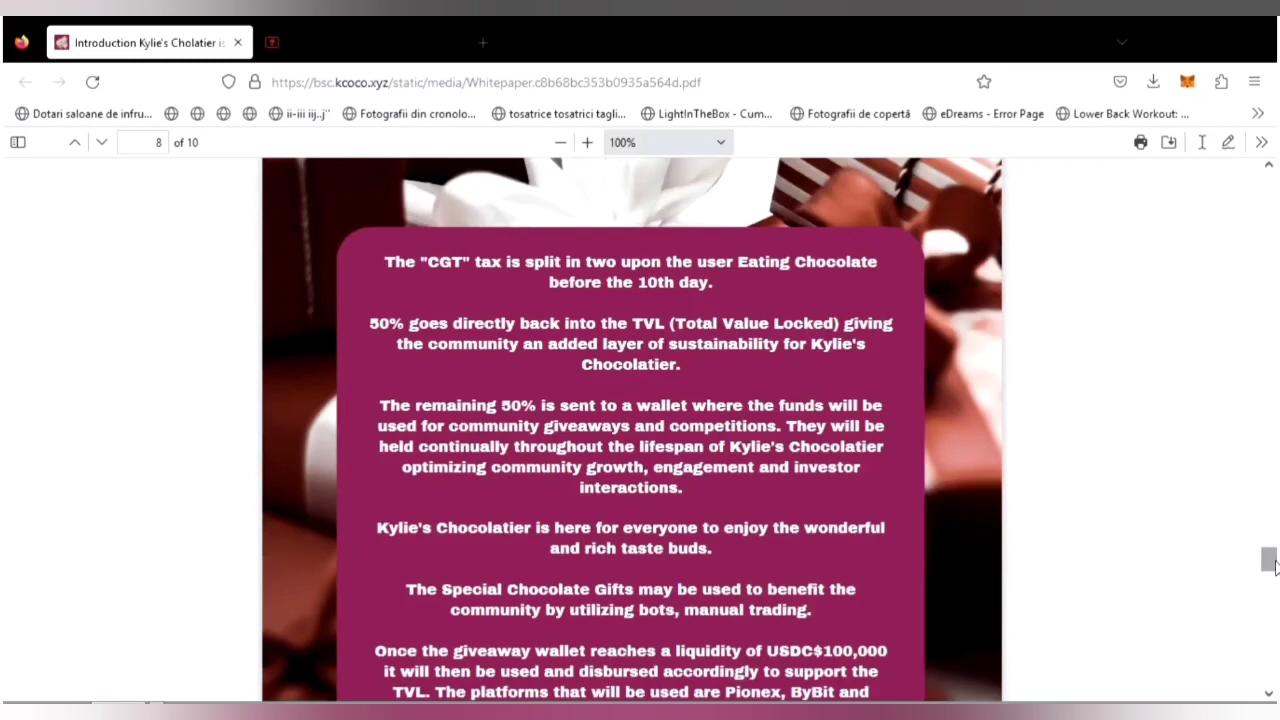 Introduction Kylie's Cholatier is
https://bsc.kcoco.xyz/static/media/Whitepaper.c8b68bc353b0935a564d.pdf
Dotari saloane de infru... ii-iii iij..j" Fotografii din cronolo... tosatrice tosatrici tagli... LightInTheBox - Cum... Fotografii de copertă eDreams - Error Page Lower Back Workout: ...
8 of 10 100%
The "CGT" tax is split in two upon the user Eating Chocolate
before the 10th day.
50% goes directly back into the TVL (Total Value Locked) giving
the community an added layer of sustainability for Kylie's
Chocolatier.
The remaining 50% is sent to a wallet where the funds will be
used for community giveaways and competitions. They will be
held continually throughout the lifespan of Kylie's Chocolatier
optimizing community growth, engagement and investor
interactions.
Kylie's Chocolatier is here for everyone to enjoy the wonderful
and rich taste buds.
The Special Chocolate Gifts may be used to benefit the
community by utilizing bots, manual trading.
Once the giveaway wallet reaches a liquidity of USDC$100,000
it will then be used and disbursed accordingly to support the
TVL. The platforms that will be used are Pionex, ByBit and